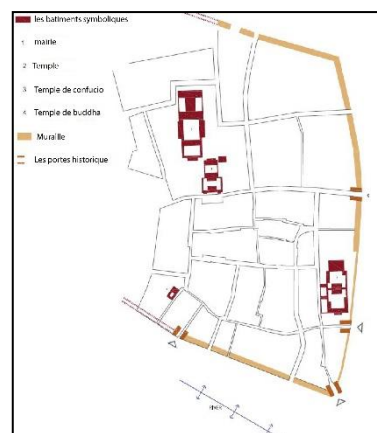 les batiments symboliques
1 mairie
2 Temple
3 Temple de confucio
4 Temple de buddha
Muraille
Les portes historique